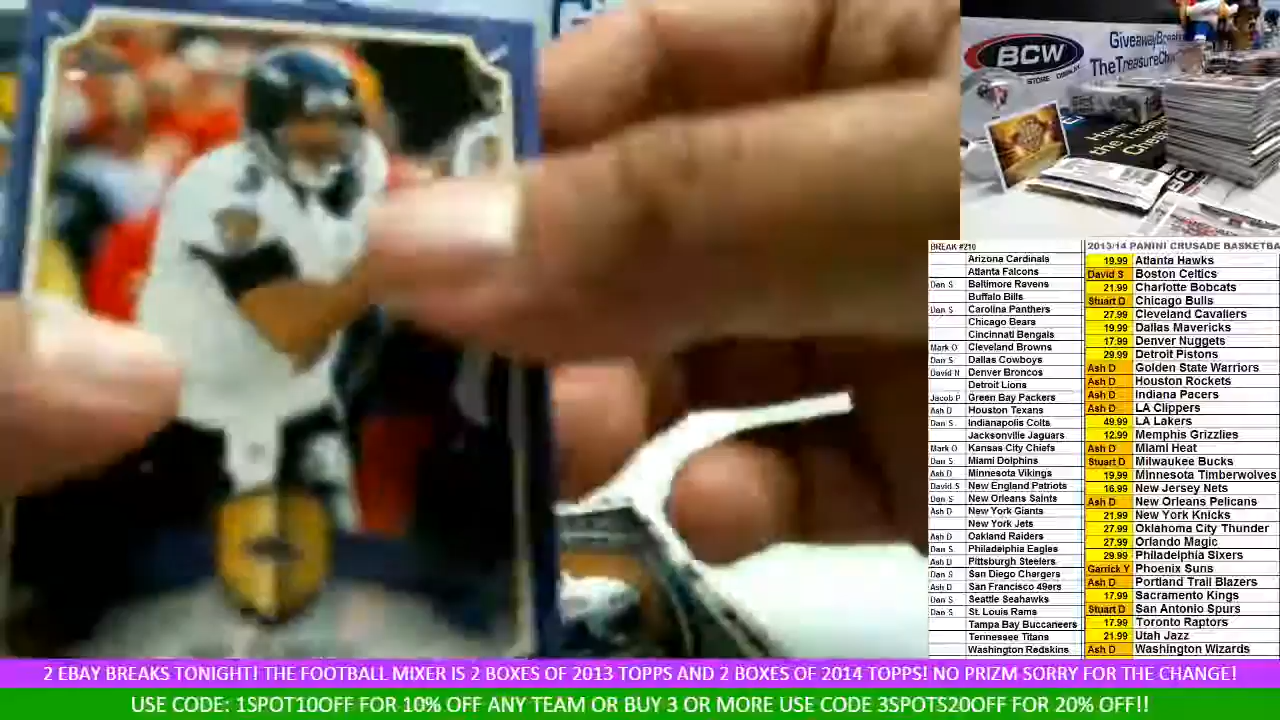 BCW
STORE DISPLAY
BREAK #210
Arizona Cardinals
Atlanta Falcons
Dan S Baltimore Ravens
Buffalo Bills
Dan S Carolina Panthers
Chicago Bears
Cincinnati Bengals
Mark O Cleveland Browns
Dan S Dallas Cowboys
David N Denver Broncos
Detroit Lions
Jacob P Green Bay Packers
Ash D Houston Texans
Dan S Indianapolis Colts
Jacksonville Jaguars
Mark O Kansas City Chiefs
Dan S Miami Dolphins
Ash D Minnesota Vikings
David S New England Patriots
Dan S New Orleans Saints
Ash D New York Giants
New York Jets
Ash D Oakland Raiders
Dan S Philadelphia Eagles
Ash D Pittsburgh Steelers
Dan S San Diego Chargers
Ash D San Francisco 49ers
Dan S Seattle Seahawks
Dan S St. Louis Rams
Tampa Bay Buccaneers
Tennessee Titans
Washington Redskins
2013/14 PANINI CRUSADE BASKETBA
19.99 Atlanta Hawks
David S Boston Celtics
21.99 Charlotte Bobcats
Stuart D Chicago Bulls
27.99 Cleveland Cavaliers
19.99 Dallas Mavericks
17.99 Denver Nuggets
29.99 Detroit Pistons
Ash D Golden State Warriors
Ash D Houston Rockets
Ash D Indiana Pacers
Ash D LA Clippers
49.99 LA Lakers
12.99 Memphis Grizzlies
Ash D Miami Heat
Stuart D Milwaukee Bucks
19.99 Minnesota Timberwolves
16.99 New Jersey Nets
Ash D New Orleans Pelicans
21.99 New York Knicks
27.99 Oklahoma City Thunder
27.99 Orlando Magic
29.99 Philadelphia Sixers
Garrick Y Phoenix Suns
Ash D Portland Trail Blazers
17.99 Sacramento Kings
Stuart D San Antonio Spurs
17.99 Toronto Raptors
21.99 Utah Jazz
Ash D Washington Wizards
2 EBAY BREAKS TONIGHT! THE FOOTBALL MIXER IS 2 BOXES OF 2013 TOPPS AND 2 BOXES OF 2014 TOPPS! NO PRIZM SORRY FOR THE CHANGE!
USE CODE: 1SPOT10OFF FOR 10% OFF ANY TEAM OR BUY 3 OR MORE USE CODE 3SPOTS20OFF FOR 20% OFF!!